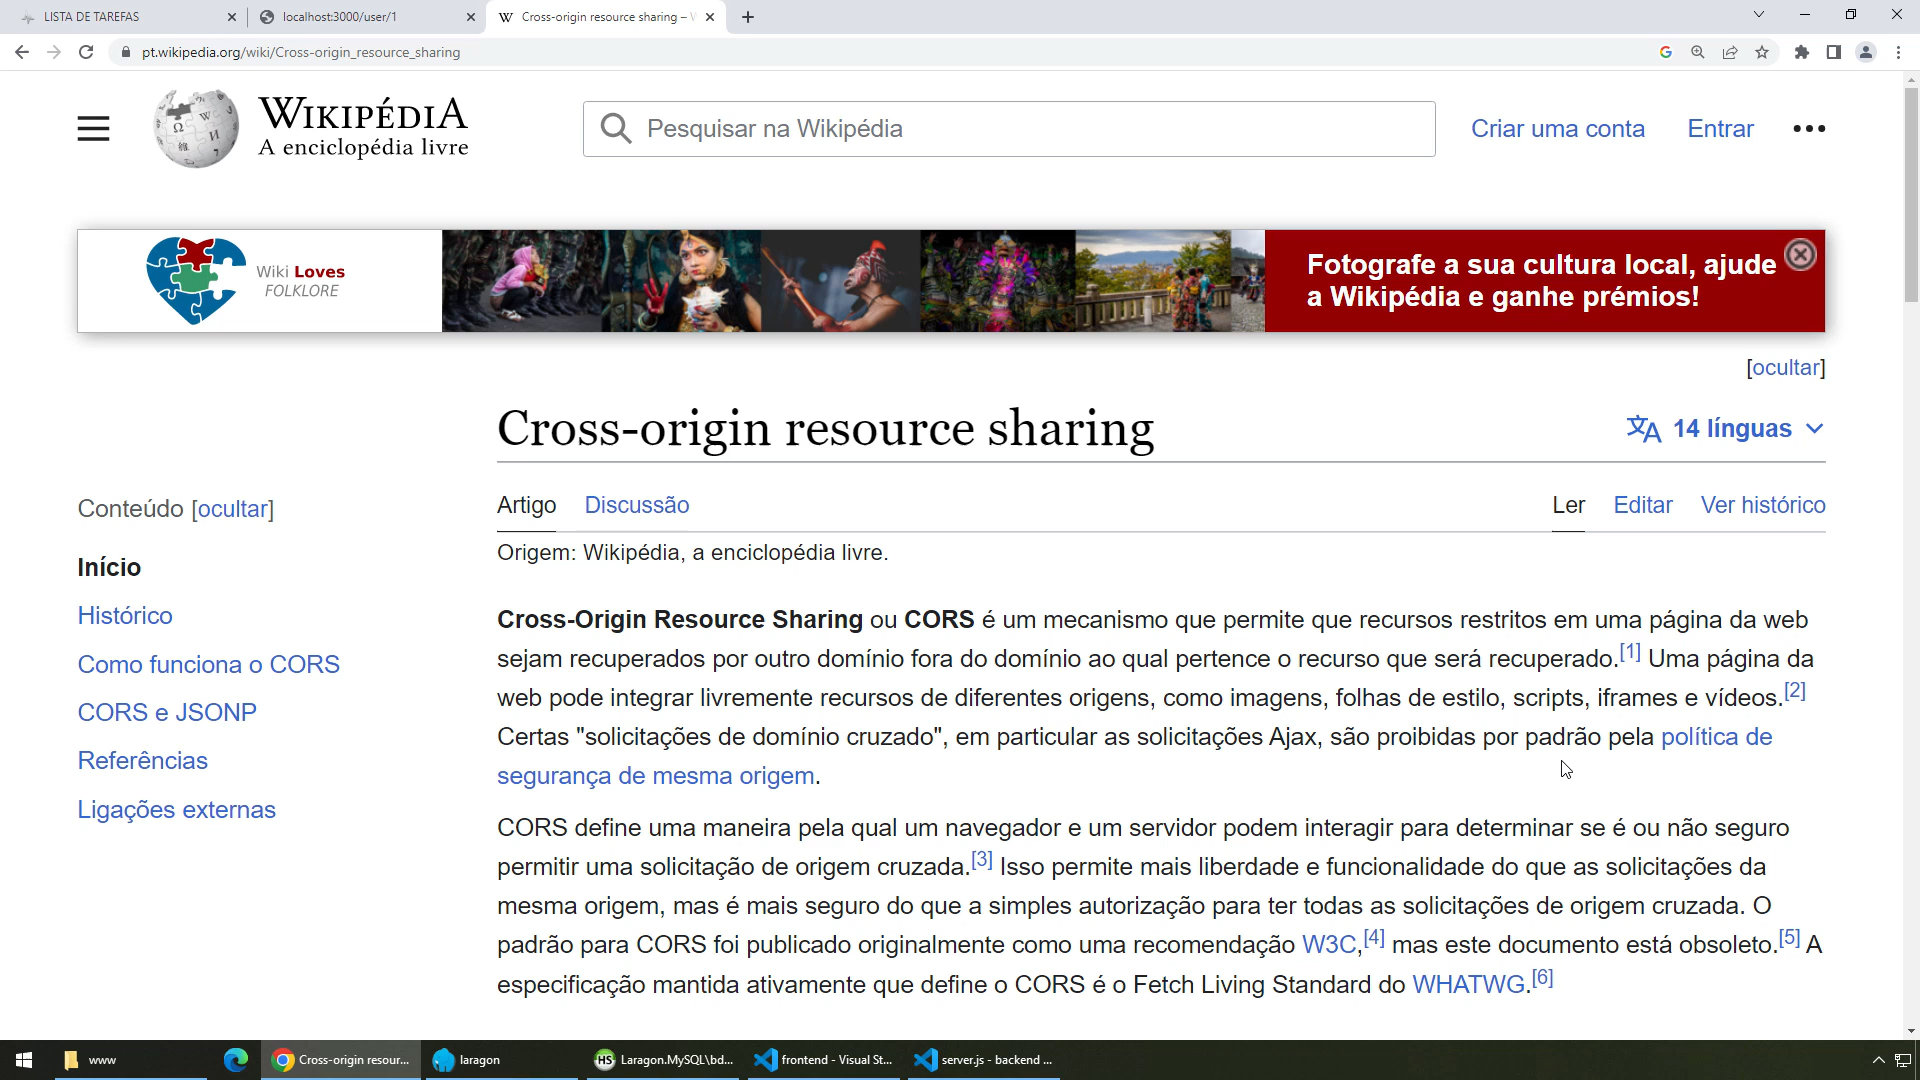 LISTA DE TAREFAS
localhost:3000/user/1
Cross-origin resource sharing –
pt.wikipedia.org/wiki/Cross-origin_resource_sharing
WIKIPÉDIA
A enciclopédia livre
Pesquisar na Wikipédia
Criar uma conta
Entrar
Wiki Loves
FOLKLORE
Fotografe a sua cultura local, ajude
a Wikipédia e ganhe prémios!
[ocultar]
Cross-origin resource sharing
14 línguas
Conteúdo [ocultar]
Início
Histórico
Como funciona o CORS
CORS e JSONP
Referências
Ligações externas
Artigo
Discussão
Ler
Editar
Ver histórico
Origem: Wikipédia, a enciclopédia livre.
Cross-Origin Resource Sharing ou CORS é um mecanismo que permite que recursos restritos em uma página da web
sejam recuperados por outro domínio fora do domínio ao qual pertence o recurso que será recuperado.[1] Uma página da
web pode integrar livremente recursos de diferentes origens, como imagens, folhas de estilo, scripts, iframes e vídeos.[2]
Certas "solicitações de domínio cruzado", em particular as solicitações Ajax, são proibidas por padrão pela política de
segurança de mesma origem.
CORS define uma maneira pela qual um navegador e um servidor podem interagir para determinar se é ou não seguro
permitir uma solicitação de origem cruzada.[3] Isso permite mais liberdade e funcionalidade do que as solicitações da
mesma origem, mas é mais seguro do que a simples autorização para ter todas as solicitações de origem cruzada. O
padrão para CORS foi publicado originalmente como uma recomendação W3C,[4] mas este documento está obsoleto.[5] A
especificação mantida ativamente que define o CORS é o Fetch Living Standard do WHATWG.[6]
www
Cross-origin resour...
laragon
HS
Laragon.MySQL\bd...
frontend - Visual St...
server.js - backend ...